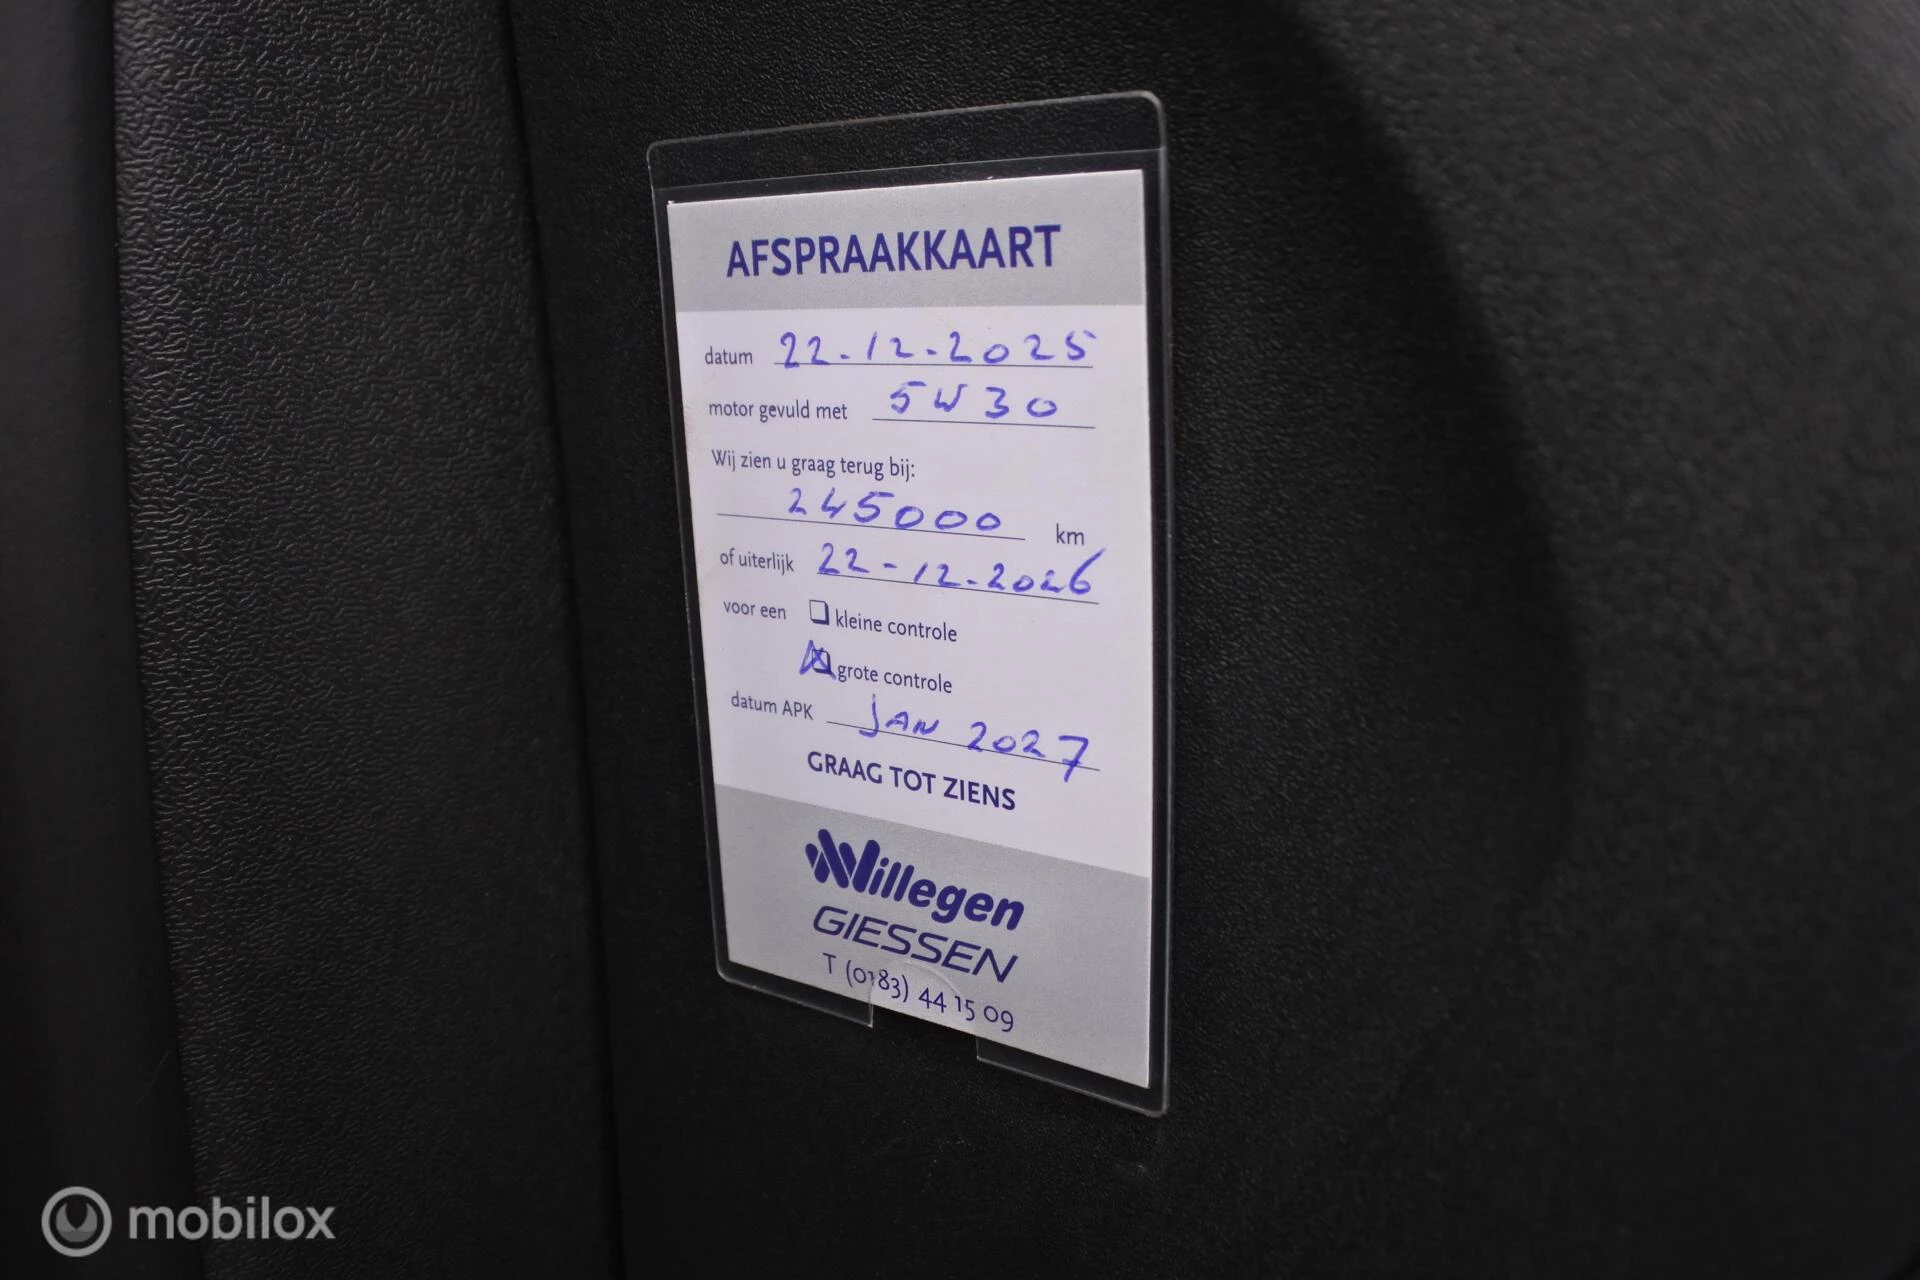 AFSPRAAKKAART
datum 22-12-2025
motor gevuld met 5W30
Wij zien u graag terug bij:
245000 km
of uiterlijk 22-12-2026
voor een ❏ kleine controle
☒ grote controle
datum APK JAN 2027
GRAAG TOT ZIENS
Willegen
GIESSEN
T (0183) 44 15 09
mobilox